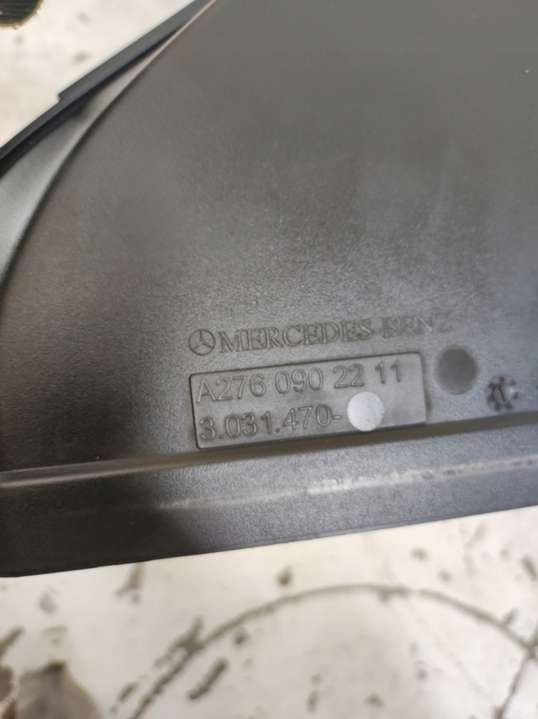 MERCEDES-BENZ
A276 090 22 11
3.031.470-